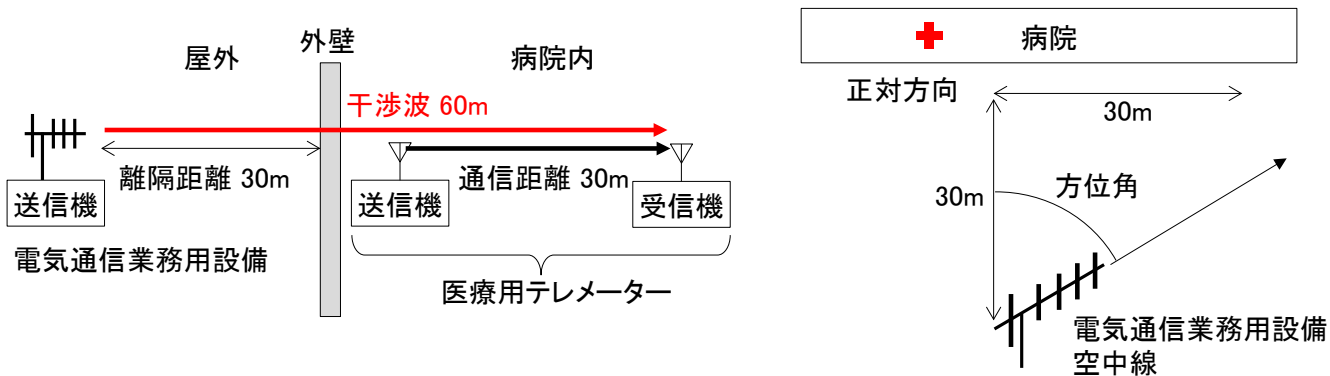 屋外
外壁
病院内
干渉波 60m
離隔距離 30m
通信距離 30m
送信機
送信機
受信機
電気通信業務用設備
医療用テレメーター
病院
正対方向
30m
30m
方位角
電気通信業務用設備
空中線